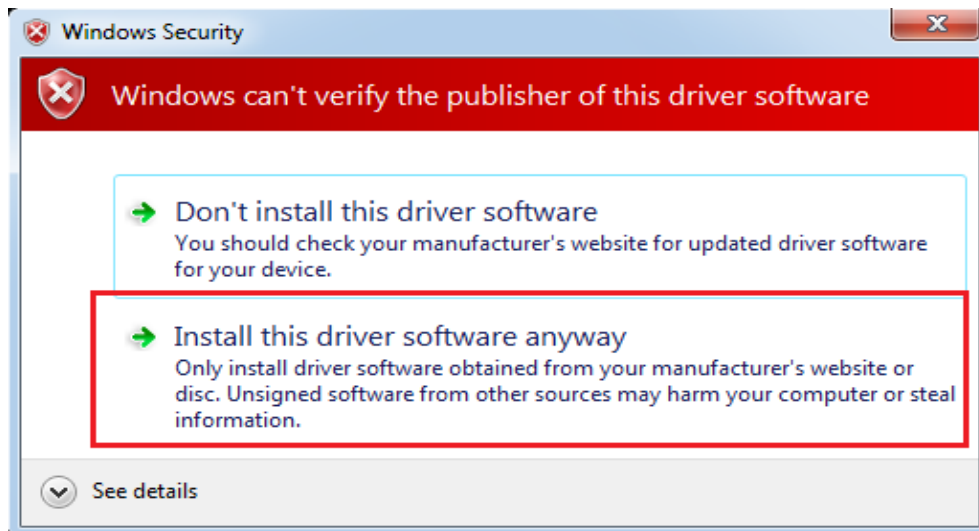 Windows Security
Windows can't verify the publisher of this driver software
Don't install this driver software
You should check your manufacturer's website for updated driver software
for your device.
Install this driver software anyway
Only install driver software obtained from your manufacturer's website or
disc. Unsigned software from other sources may harm your computer or steal
information.
See details